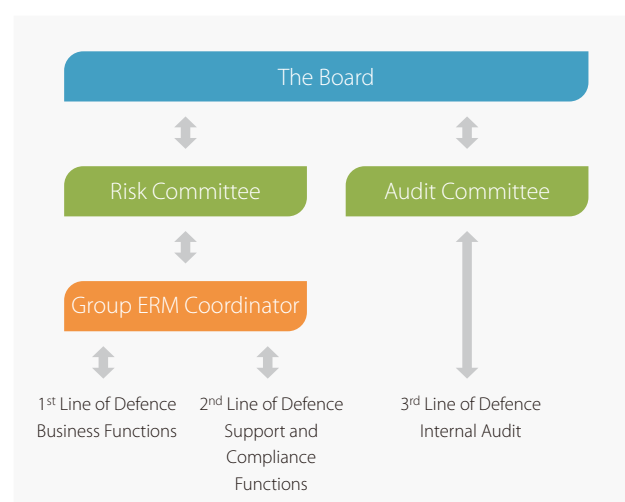 The Board
Risk Committee
Audit Committee
Group ERM Coordinator
1st Line of Defence
Business Functions
2nd Line of Defence
Support and
Compliance
Functions
3rd Line of Defence
Internal Audit